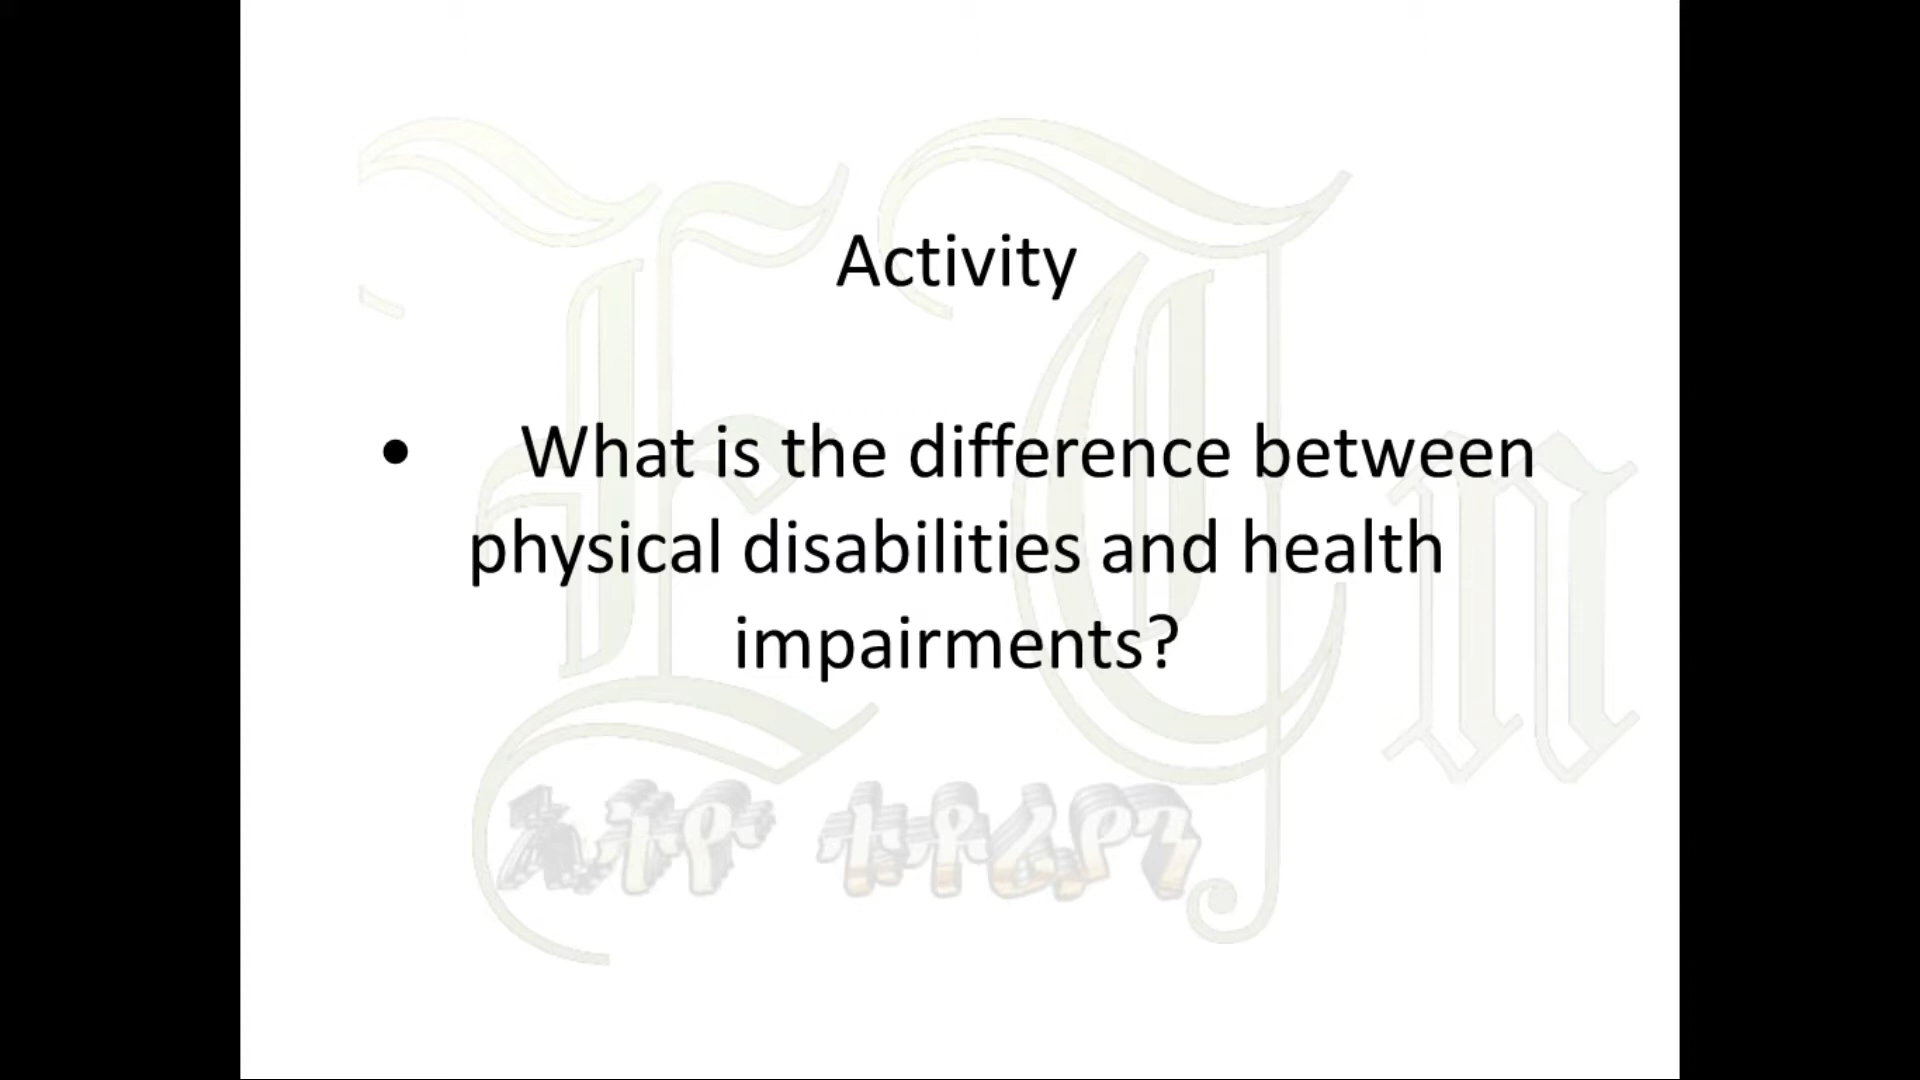 Activity
• What is the difference between
physical disabilities and health
impairments?